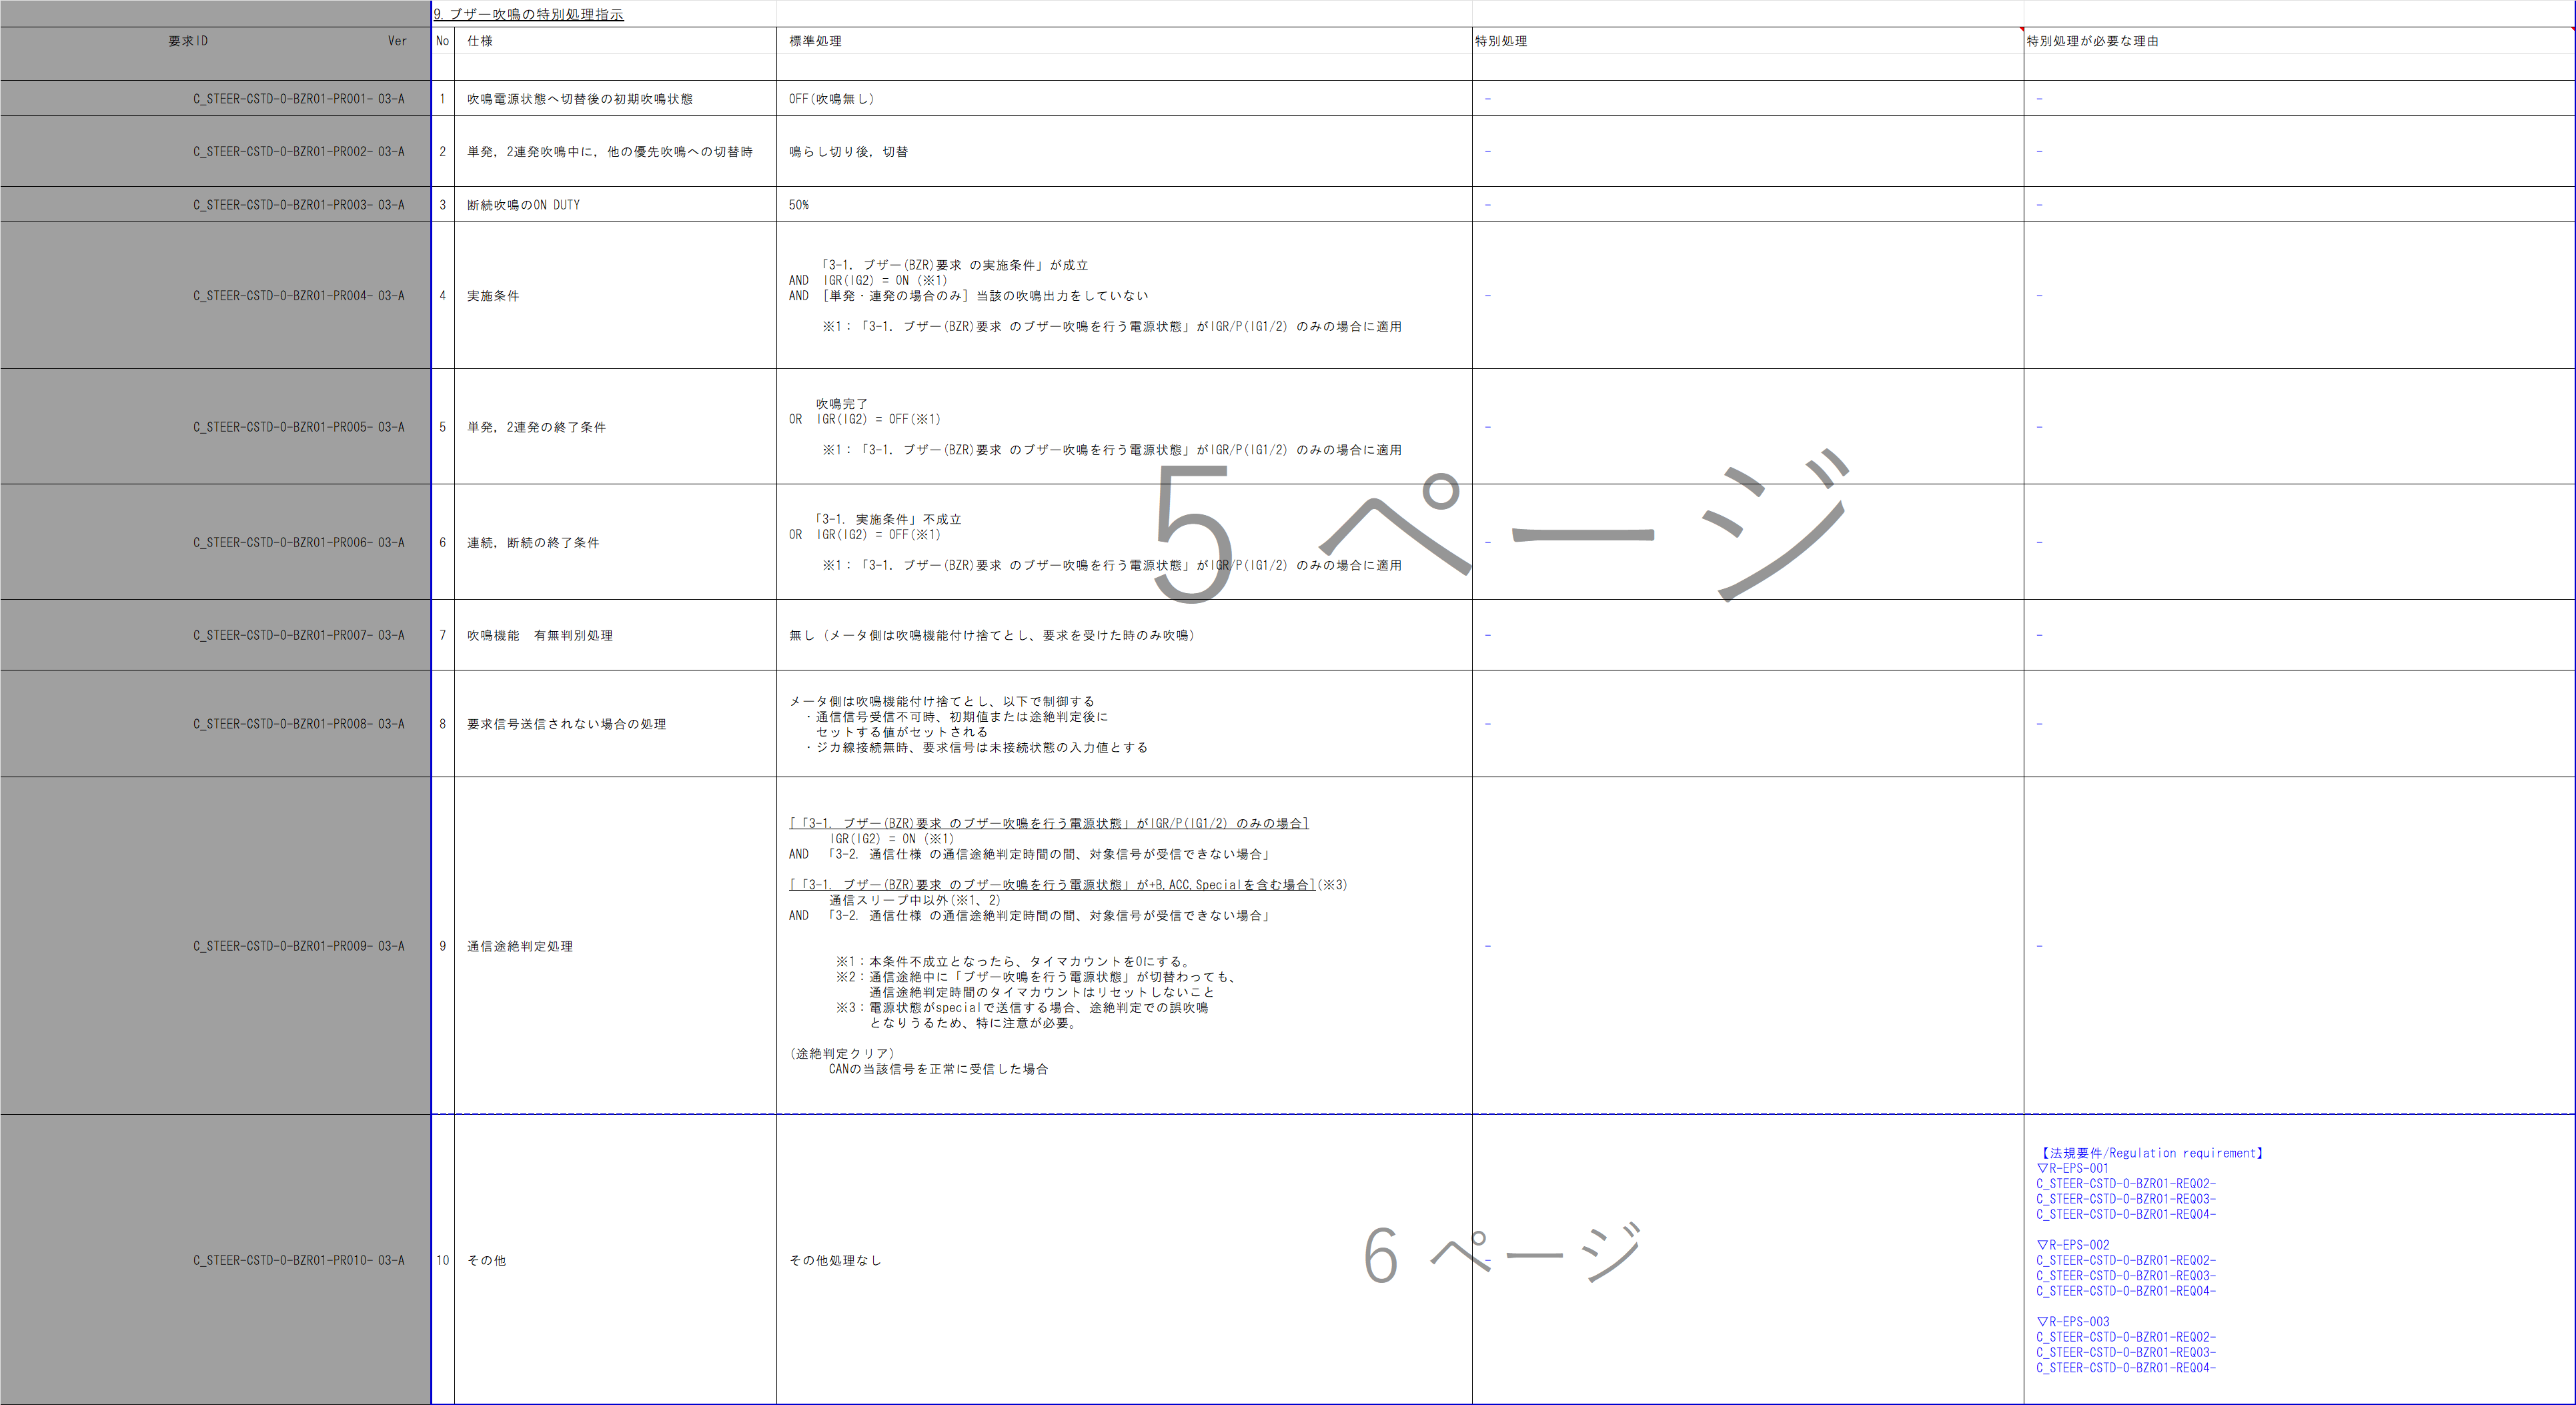 9. ブザー吹鳴の特別処理指示
要求ID Ver No 仕様 標準処理 特別処理 特別処理が必要な理由
C_STEER-CSTD-0-BZR01-PR001- 03-A 1 吹鳴電源状態へ切替後の初期吹鳴状態 OFF(吹鳴無し) - -
C_STEER-CSTD-0-BZR01-PR002- 03-A 2 単発, 2連発吹鳴中に, 他の優先吹鳴への切替時 鳴らし切り後, 切替 - -
C_STEER-CSTD-0-BZR01-PR003- 03-A 3 断続吹鳴のON DUTY 50% - -
C_STEER-CSTD-0-BZR01-PR004- 03-A 4 実施条件
「3-1. ブザー(BZR)要求 の実施条件」が成立
AND IGR(IG2) = ON (※1)
AND [単発・連発の場合のみ] 当該の吹鳴出力をしていない
※1：「3-1. ブザー(BZR)要求 のブザー吹鳴を行う電源状態」がIGR/P(IG1/2) のみの場合に適用
- -
C_STEER-CSTD-0-BZR01-PR005- 03-A 5 単発, 2連発の終了条件
吹鳴完了
OR IGR(IG2) = OFF(※1)
※1：「3-1. ブザー(BZR)要求 のブザー吹鳴を行う電源状態」がIGR/P(IG1/2) のみの場合に適用
- -
C_STEER-CSTD-0-BZR01-PR006- 03-A 6 連続, 断続の終了条件
「3-1. 実施条件」不成立
OR IGR(IG2) = OFF(※1)
※1：「3-1. ブザー(BZR)要求 のブザー吹鳴を行う電源状態」がIGR/P(IG1/2) のみの場合に適用
- -
5 ページ
C_STEER-CSTD-0-BZR01-PR007- 03-A 7 吹鳴機能　有無判別処理 無し (メータ側は吹鳴機能付け捨てとし、要求を受けた時のみ吹鳴) - -
C_STEER-CSTD-0-BZR01-PR008- 03-A 8 要求信号送信されない場合の処理
メータ側は吹鳴機能付け捨てとし、以下で制御する
・通信信号受信不可時、初期値または途絶判定後に
セットする値がセットされる
・ジカ線接続無時、要求信号は未接続状態の入力値とする
- -
C_STEER-CSTD-0-BZR01-PR009- 03-A 9 通信途絶判定処理
[「3-1. ブザー(BZR)要求 のブザー吹鳴を行う電源状態」がIGR/P(IG1/2) のみの場合]
IGR(IG2) = ON (※1)
AND 「3-2. 通信仕様 の通信途絶判定時間の間、対象信号が受信できない場合」
[「3-1. ブザー(BZR)要求 のブザー吹鳴を行う電源状態」が+B,ACC,Specialを含む場合](※3)
通信スリープ中以外(※1、2)
AND 「3-2. 通信仕様 の通信途絶判定時間の間、対象信号が受信できない場合」
※1：本条件不成立となったら、タイマカウントを0にする。
※2：通信途絶中に「ブザー吹鳴を行う電源状態」が切替わっても、
通信途絶判定時間のタイマカウントはリセットしないこと
※3：電源状態がspecialで送信する場合、途絶判定での誤吹鳴
となりうるため、特に注意が必要。
(途絶判定クリア)
CANの当該信号を正常に受信した場合
- -
C_STEER-CSTD-0-BZR01-PR010- 03-A 10 その他 その他処理なし -
6 ページ
【法規要件/Regulation requirement】
▽R-EPS-001
C_STEER-CSTD-0-BZR01-REQ02-
C_STEER-CSTD-0-BZR01-REQ03-
C_STEER-CSTD-0-BZR01-REQ04-
▽R-EPS-002
C_STEER-CSTD-0-BZR01-REQ02-
C_STEER-CSTD-0-BZR01-REQ03-
C_STEER-CSTD-0-BZR01-REQ04-
▽R-EPS-003
C_STEER-CSTD-0-BZR01-REQ02-
C_STEER-CSTD-0-BZR01-REQ03-
C_STEER-CSTD-0-BZR01-REQ04-